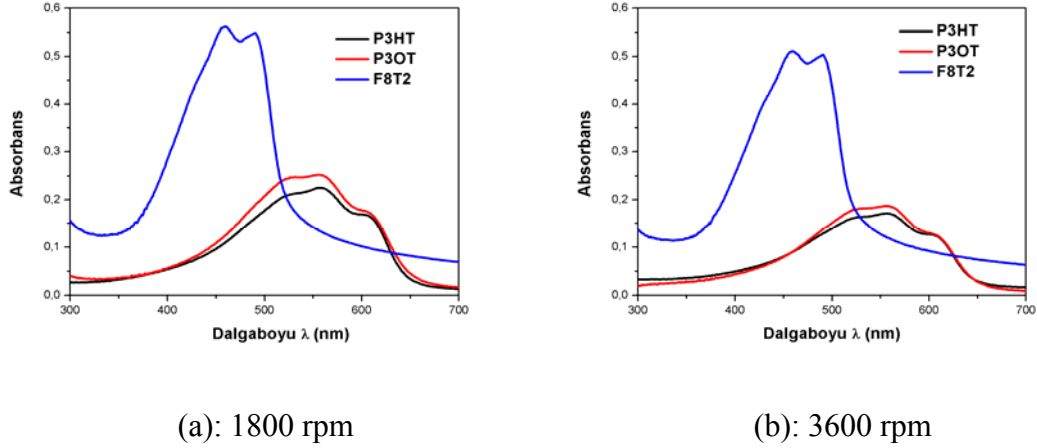 0,6
0,5
0,4
0,3
0,2
0,1
0,0
Absorbans
P3HT
P3OT
F8T2
300 400 500 600 700
Dalgaboyu λ (nm)
(a): 1800 rpm
0,6
0,5
0,4
0,3
0,2
0,1
0,0
Absorbans
P3HT
P3OT
F8T2
300 400 500 600 700
Dalgaboyu λ (nm)
(b): 3600 rpm